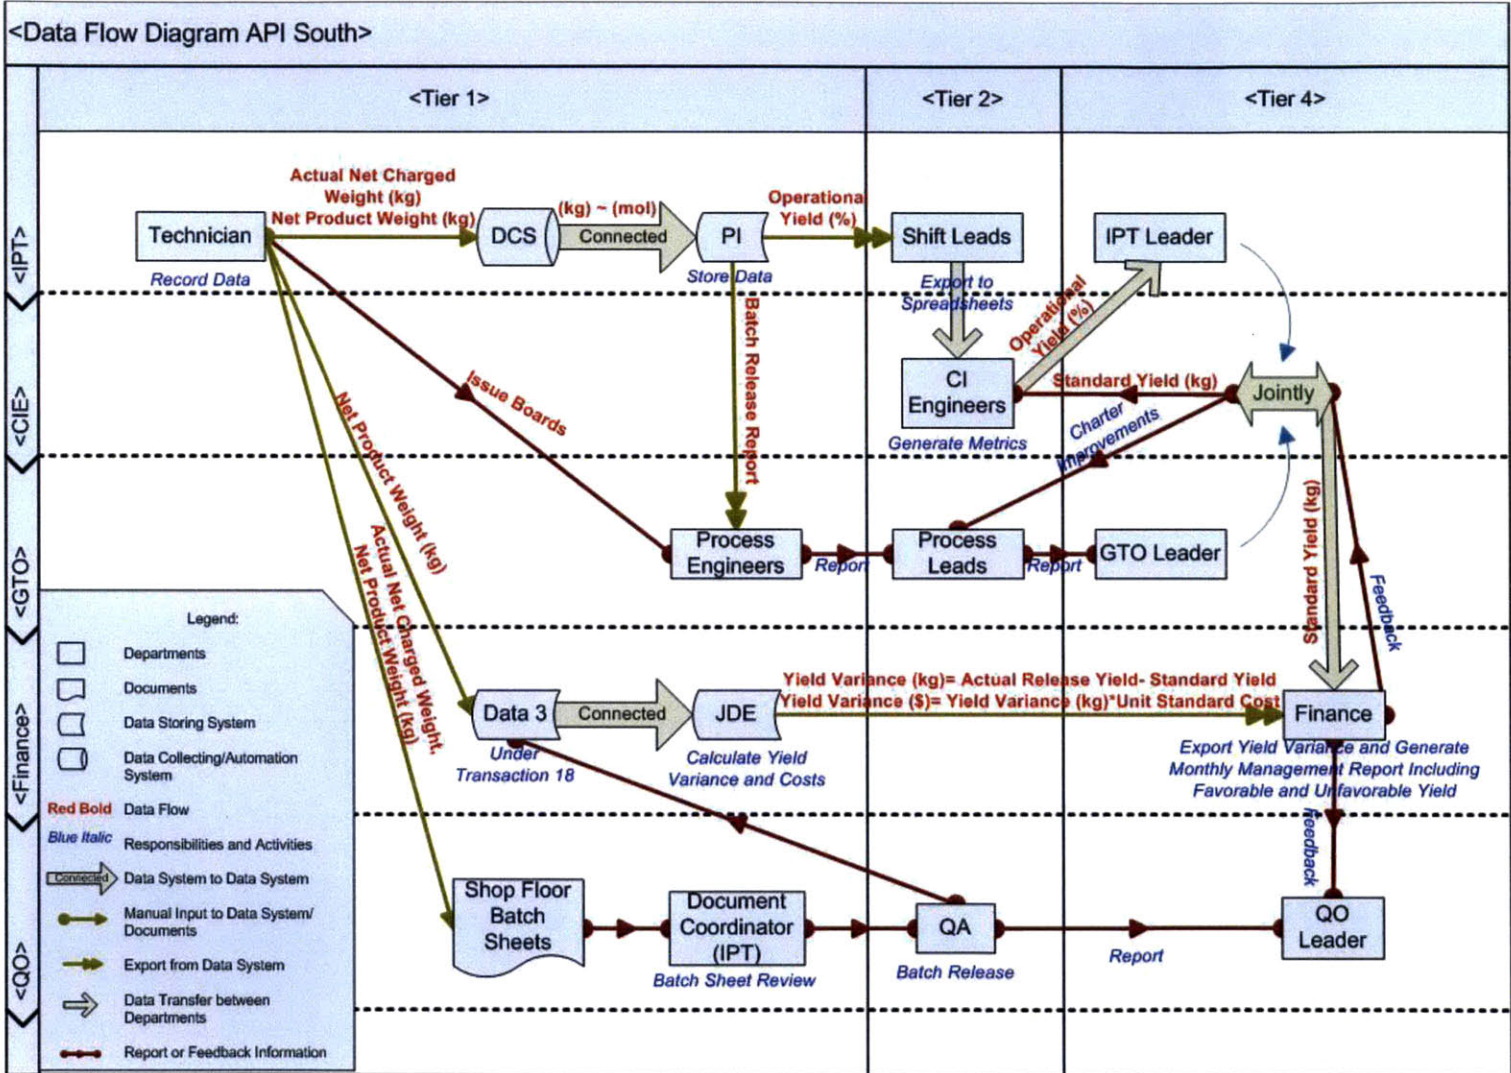 <Data Flow Diagram API South>
<Tier 1>
<Tier 2>
<Tier 4>
<IPT>
Actual Net Charged
Weight (kg)
Net Product Weight (kg)
Technician
Record Data
DCS
(kg) ~ (mol)
Connected
PI
Store Data
Operational
Yield (%)
Shift Leads
Export to
Spreadsheets
IPT Leader
Operational
Yield (%)
<CIE>
Issue Boards
Batch Release Report
CI
Engineers
Generate Metrics
Standard Yield (kg)
Jointly
Charter
Improvements
Net Product Weight (kg)
<GTO>
Actual Net Charged Weight,
Net Product Weight (kg)
Process
Engineers
Report
Process
Leads
Report
GTO Leader
Standard Yield (kg)
Feedback
<Finance>
Data 3
Under
Transaction 18
Connected
JDE
Calculate Yield
Variance and Costs
Yield Variance (kg)= Actual Release Yield- Standard Yield
Yield Variance ($)= Yield Variance (kg)*Unit Standard Cost
Finance
Export Yield Variance and Generate
Monthly Management Report Including
Favorable and Unfavorable Yield
Feedback
<QO>
Shop Floor
Batch
Sheets
Document
Coordinator
(IPT)
Batch Sheet Review
QA
Batch Release
Report
QO
Leader
Legend:
Departments
Documents
Data Storing System
Data Collecting/Automation
System
Red Bold
Data Flow
Blue Italic
Responsibilities and Activities
Connected
Data System to Data System
Manual Input to Data System/
Documents
Export from Data System
Data Transfer between
Departments
Report or Feedback Information